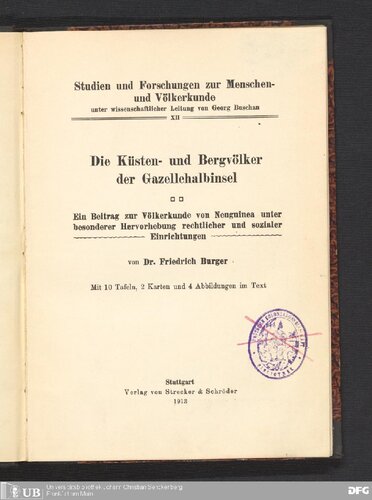 Studien und Forschungen zur Menschen-
und Völkerkunde
unter wissenschaftlicher Leitung von Georg Buschan
XII
Die Küsten- und Bergvölker
der Gazellehalbinsel
Ein Beitrag zur Völkerkunde von Neuguinea unter
besonderer Hervorhebung rechtlicher und sozialer
Einrichtungen
von Dr. Friedrich Burger
Mit 10 Tafeln, 2 Karten und 4 Abbildungen im Text
Stuttgart
Verlag von Strecker & Schröder
1913
UB
Universitätsbibliothek Johann Christian Senckenberg
Frankfurt am Main
DFG